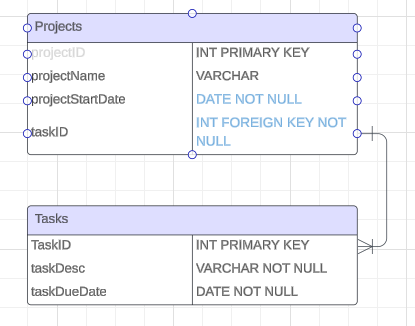 Projects
projectID INT PRIMARY KEY
projectName VARCHAR
projectStartDate DATE NOT NULL
taskID INT FOREIGN KEY NOT
NULL
Tasks
TaskID INT PRIMARY KEY
taskDesc VARCHAR NOT NULL
taskDueDate DATE NOT NULL